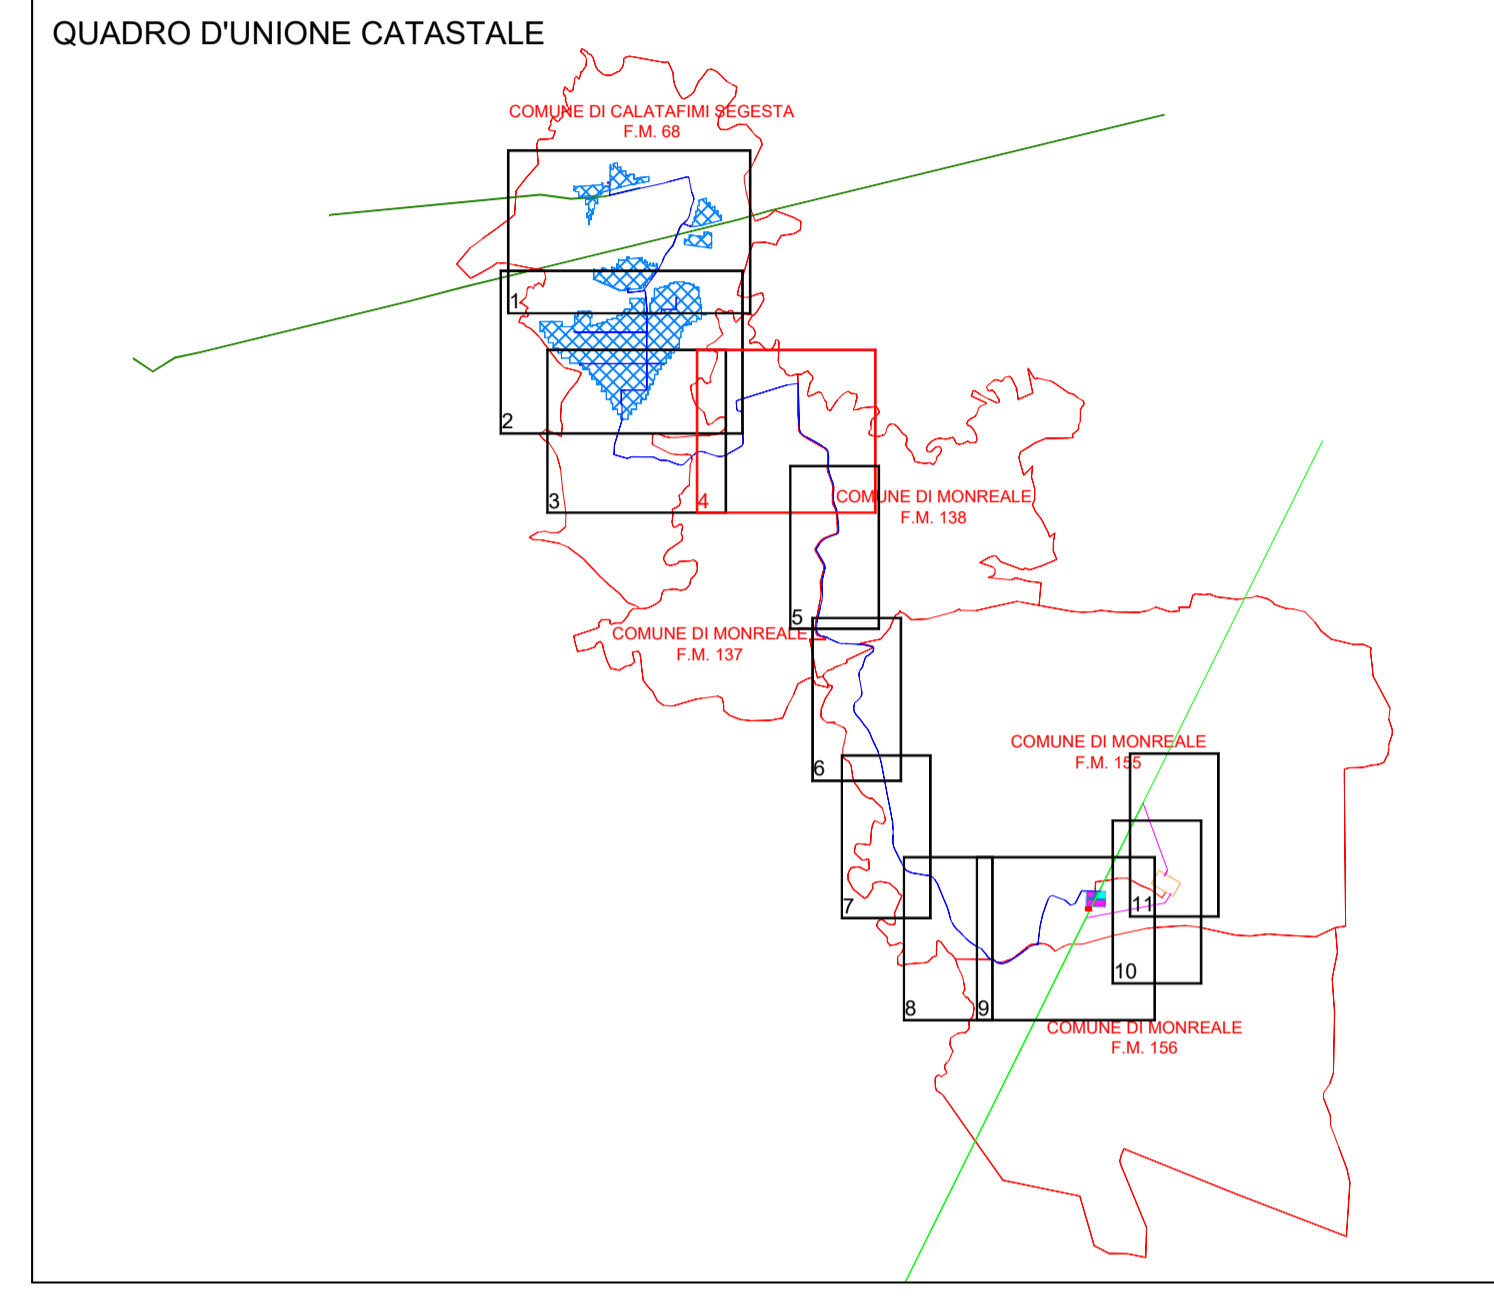 QUADRO D'UNIONE CATASTALE
COMUNE DI CALATAFIMI SEGESTA
F.M. 68
1
2
3
4
COMUNE DI MONREALE
F.M. 138
5
COMUNE DI MONREALE
F.M. 137
6
COMUNE DI MONREALE
F.M. 155
7
11
10
8
9
COMUNE DI MONREALE
F.M. 156